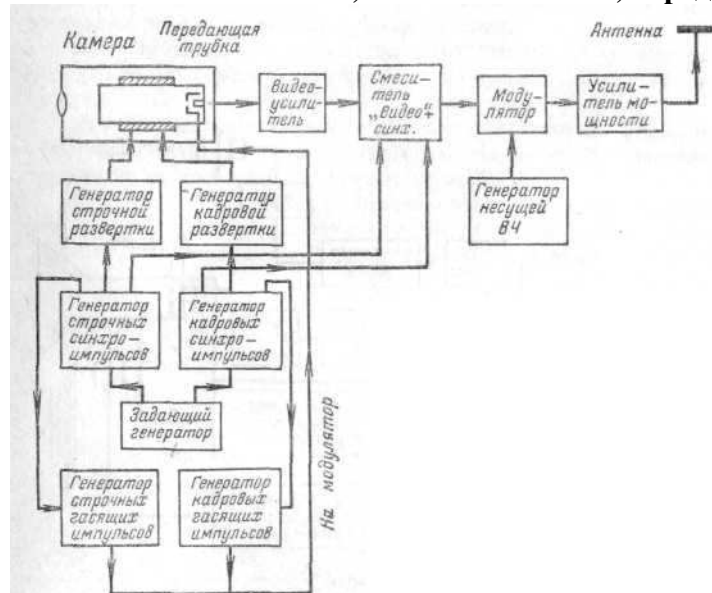 Камера
Передающая
трубка
Антенна
Видео-
усили-
тель
Смеси-
тель
„Видео“+
синх.
Моду-
лятор
Усили-
тель мо-
щности
Генератор
строчной
развертки
Генератор
кадровой
развертки
Генератор
несущей
ВЧ
Генератор
строчных
синхро-
импульсов
Генератор
кадровых
синхро-
импульсов
Задающий
генератор
На модулятор
Генератор
строчных
гасящих
импульсов
Генератор
кадровых
гасящих
импульсов